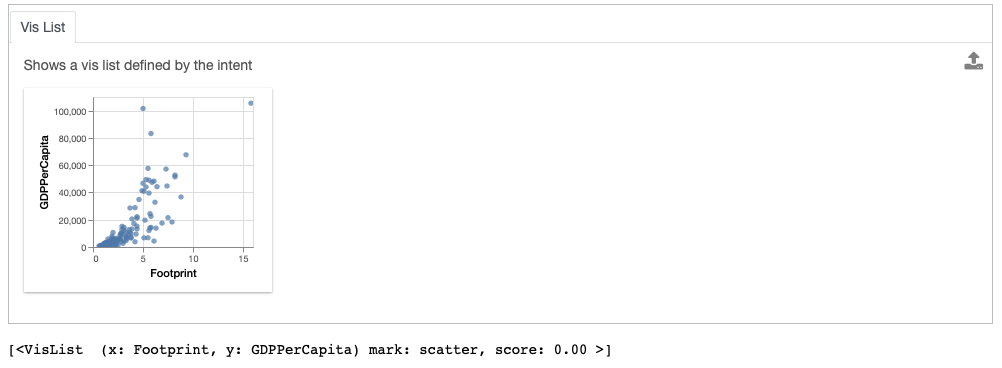 Vis List
Shows a vis list defined by the intent
100,000
80,000
60,000
40,000
20,000
0
GDPPerCapita
0 5 10 15
Footprint
[<VisList  (x: Footprint, y: GDPPerCapita) mark: scatter, score: 0.00 >]